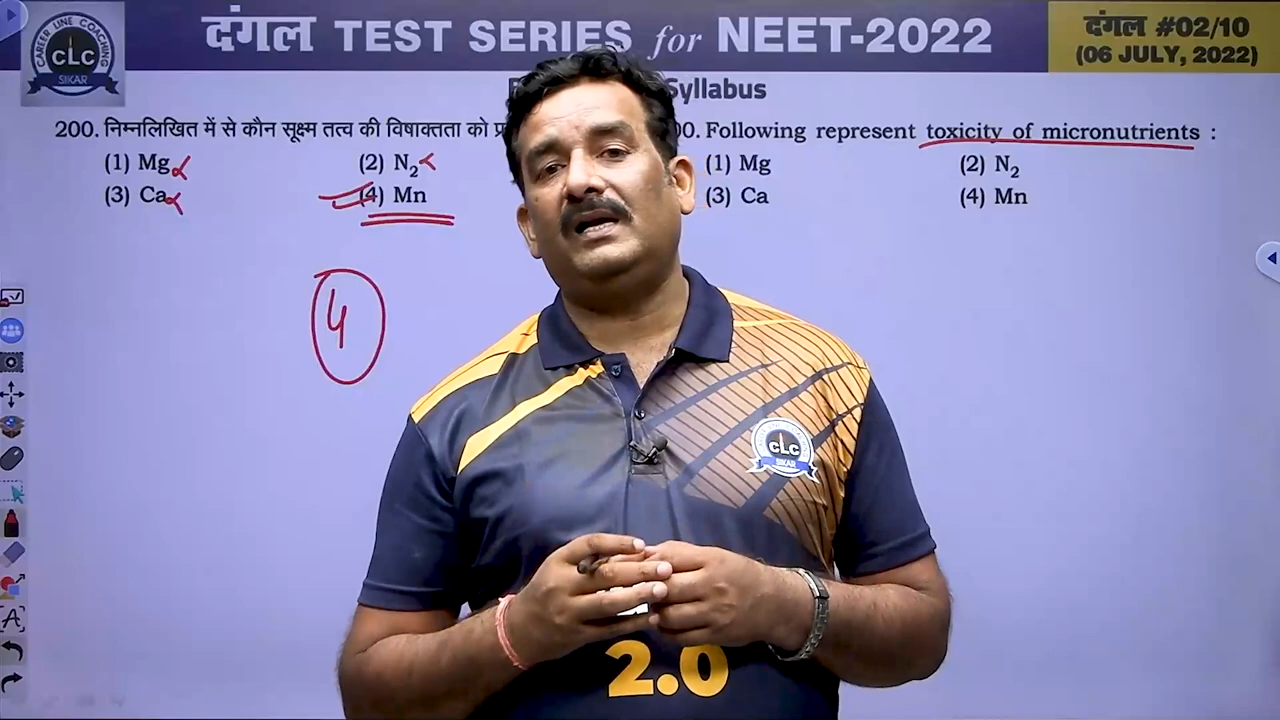 CAREER LINE COACHING
CLC
SIKAR
दंगल TEST SERIES for NEET-2022
दंगल #02/10
(06 JULY, 2022)
Syllabus
200. निम्नलिखित में से कौन सूक्ष्म तत्व की विषाक्तता को
(1) Mg
(2) N₂
(3) Ca
(4) Mn
4
00. Following represent toxicity of micronutrients :
(1) Mg
(2) N₂
(3) Ca
(4) Mn
CLC
SIKAR
2.0